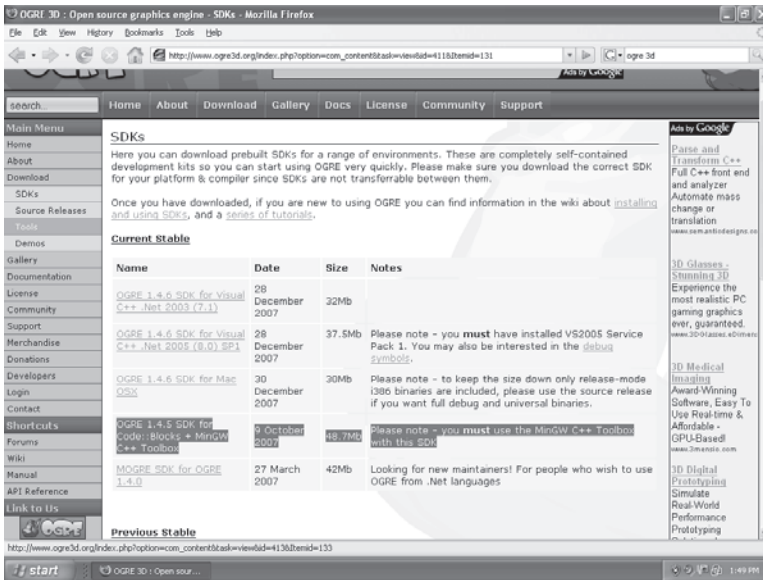 OGRE 3D : Open source graphics engine - SDKs - Mozilla Firefox
File Edit View History Bookmarks Tools Help
http://www.ogre3d.org/index.php?option=com_content&task=view&id=411&Itemid=131
ogre 3d
Ads by Google
search...
Home About Download Gallery Docs License Community Support
Main Menu
Home
About
Download
SDKs
Source Releases
Tools
Demos
Gallery
Documentation
License
Community
Support
Merchandise
Donations
Developers
Login
Contact
Shortcuts
Forums
Wiki
Manual
API Reference
Link to Us
OGRE
SDKs
Here you can download prebuilt SDKs for a range of environments. These are completely self-contained
development kits so you can start using OGRE very quickly. Please make sure you download the correct SDK
for your platform & compiler since SDKs are not transferrable between them.
Once you have downloaded, if you are new to using OGRE you can find information in the wiki about installing
and using SDKs, and a series of tutorials.
Current Stable
Name Date Size Notes
OGRE 1.4.6 SDK for Visual
C++ .Net 2003 (7.1)
28
December
2007
32Mb
OGRE 1.4.6 SDK for Visual
C++ .Net 2005 (8.0) SP1
28
December
2007
37.5Mb
Please note - you must have installed VS2005 Service
Pack 1. You may also be interested in the debug
symbols.
OGRE 1.4.6 SDK for Mac
OSX
30
December
2007
30Mb
Please note - to keep the size down only release-mode
i386 binaries are included, please use the source release
if you want full debug and universal binaries.
OGRE 1.4.5 SDK for
Code::Blocks + MinGW
C++ Toolbox
9 October
2007
48.7Mb
Please note - you must use the MinGW C++ Toolbox
with this SDK
MOGRE SDK for OGRE
1.4.0
27 March
2007
42Mb
Looking for new maintainers! For people who wish to use
OGRE from .Net languages
Previous Stable
Ads by Google
Parse and
Transform C++
Full C++ front end
and analyzer
Automate mass
change or
translation
www.semanticdesigns.co
3D Glasses -
Stunning 3D
Experience the
most realistic PC
gaming graphics
ever, guaranteed.
www.3DGlasses.eDimens
3D Medical
Imaging
Award-Winning
Software, Easy To
Use Real-time &
Affordable -
GPU-Based!
www.3mensio.com
3D Digital
Prototyping
Simulate
Real-World
Performance
Prototyping
http://www.ogre3d.org/index.php?option=com_content&task=view&id=413&Itemid=133
start
OGRE 3D : Open sour...
1:49 PM